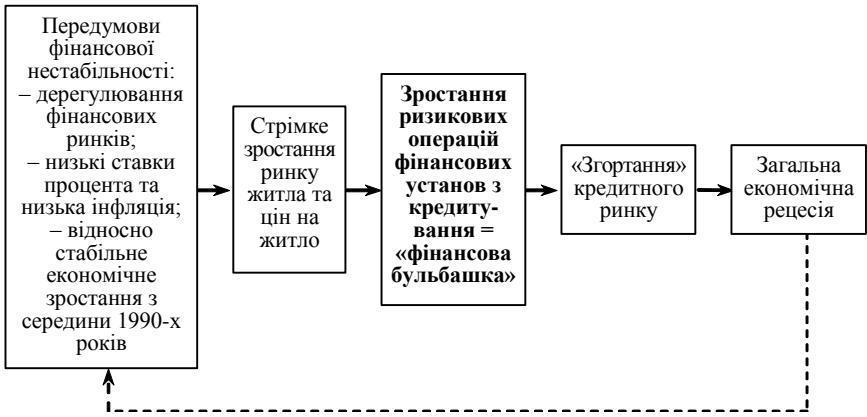 Передумови
фінансової
нестабільності:
– дерегулювання
фінансових
ринків;
– низькі ставки
процента та
низька інфляція;
– відносно
стабільне
економічне
зростання з
середини 1990-х
років
Стрімке
зростання
ринку
житла та
цін на
житло
Зростання
ризикових
операцій
фінансових
установ з
кредиту-
вання =
«фінансова
бульбашка»
«Згортання»
кредитного
ринку
Загальна
економічна
рецесія